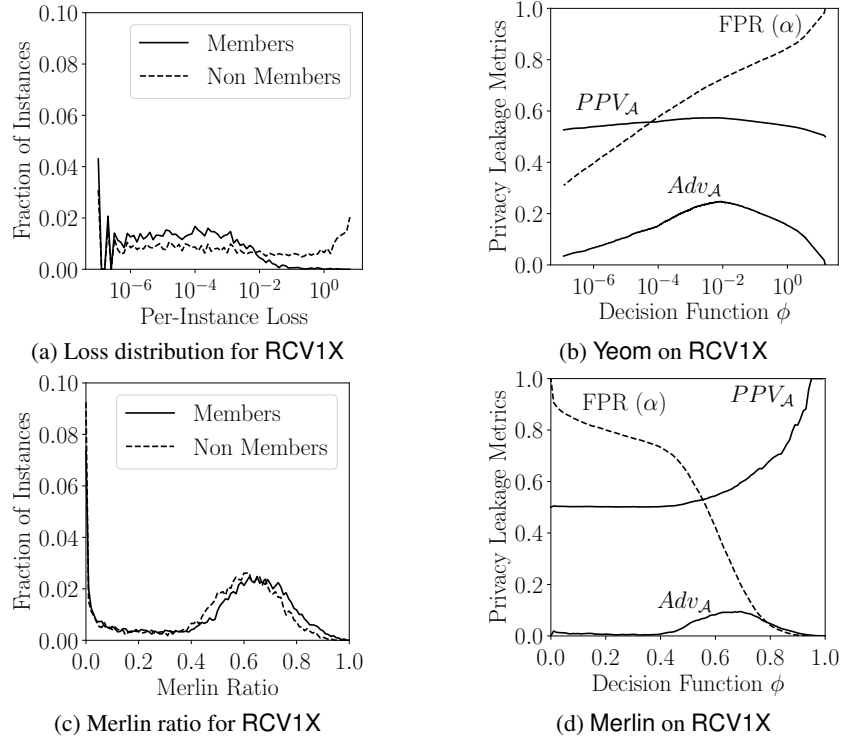 0.10
0.08
0.06
0.04
0.02
0.00
Fraction of Instances
Members
Non Members
10⁻⁶ 10⁻⁴ 10⁻² 10⁰
Per-Instance Loss
(a) Loss distribution for RCV1X
1.0
0.8
0.6
0.4
0.2
0.0
Privacy Leakage Metrics
FPR (α)
PPV_A
Adv_A
10⁻⁶ 10⁻⁴ 10⁻² 10⁰
Decision Function ϕ
(b) Yeom on RCV1X
0.10
0.08
0.06
0.04
0.02
0.00
Fraction of Instances
Members
Non Members
0.0 0.2 0.4 0.6 0.8 1.0
Merlin Ratio
(c) Merlin ratio for RCV1X
1.0
0.8
0.6
0.4
0.2
0.0
Privacy Leakage Metrics
FPR (α)
PPV_A
Adv_A
0.0 0.2 0.4 0.6 0.8 1.0
Decision Function ϕ
(d) Merlin on RCV1X